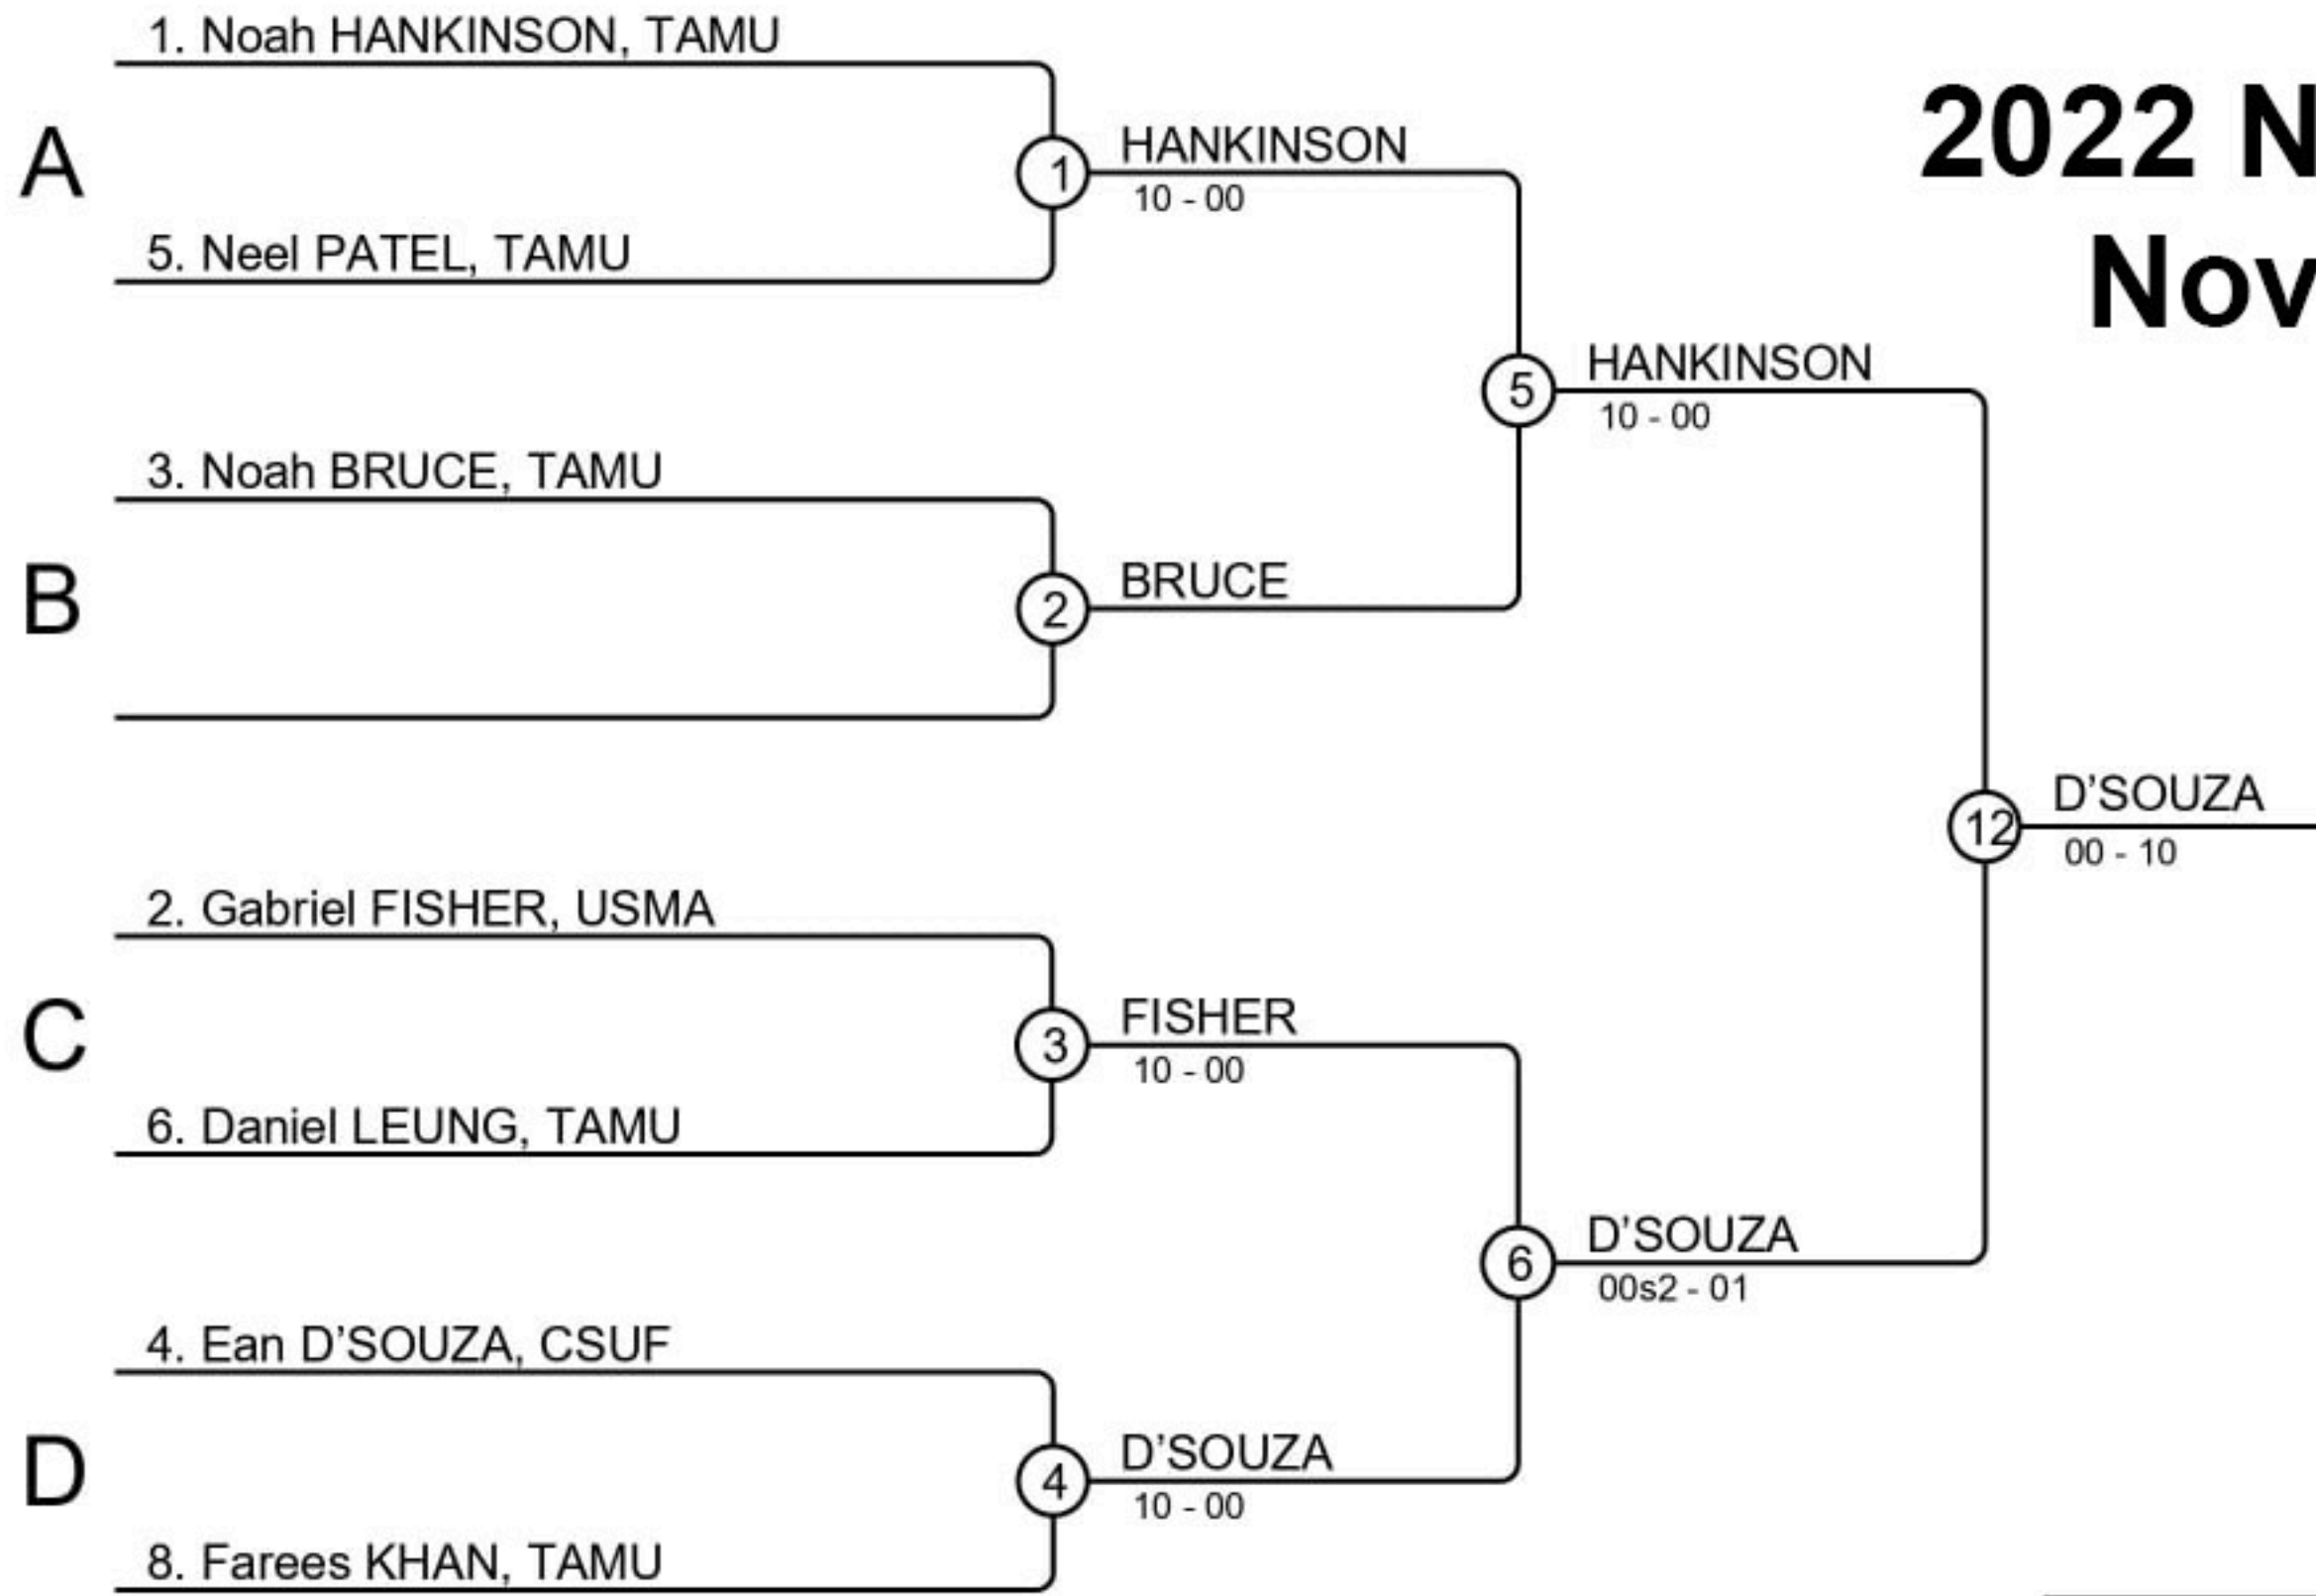 1. Noah HANKINSON, TAMU
A
1
HANKINSON
10 - 00
5. Neel PATEL, TAMU
2022 N
Nov
5
HANKINSON
10 - 00
3. Noah BRUCE, TAMU
B
2
BRUCE
12
D'SOUZA
00 - 10
2. Gabriel FISHER, USMA
C
3
FISHER
10 - 00
6. Daniel LEUNG, TAMU
6
D'SOUZA
00s2 - 01
4. Ean D'SOUZA, CSUF
D
4
D'SOUZA
10 - 00
8. Farees KHAN, TAMU